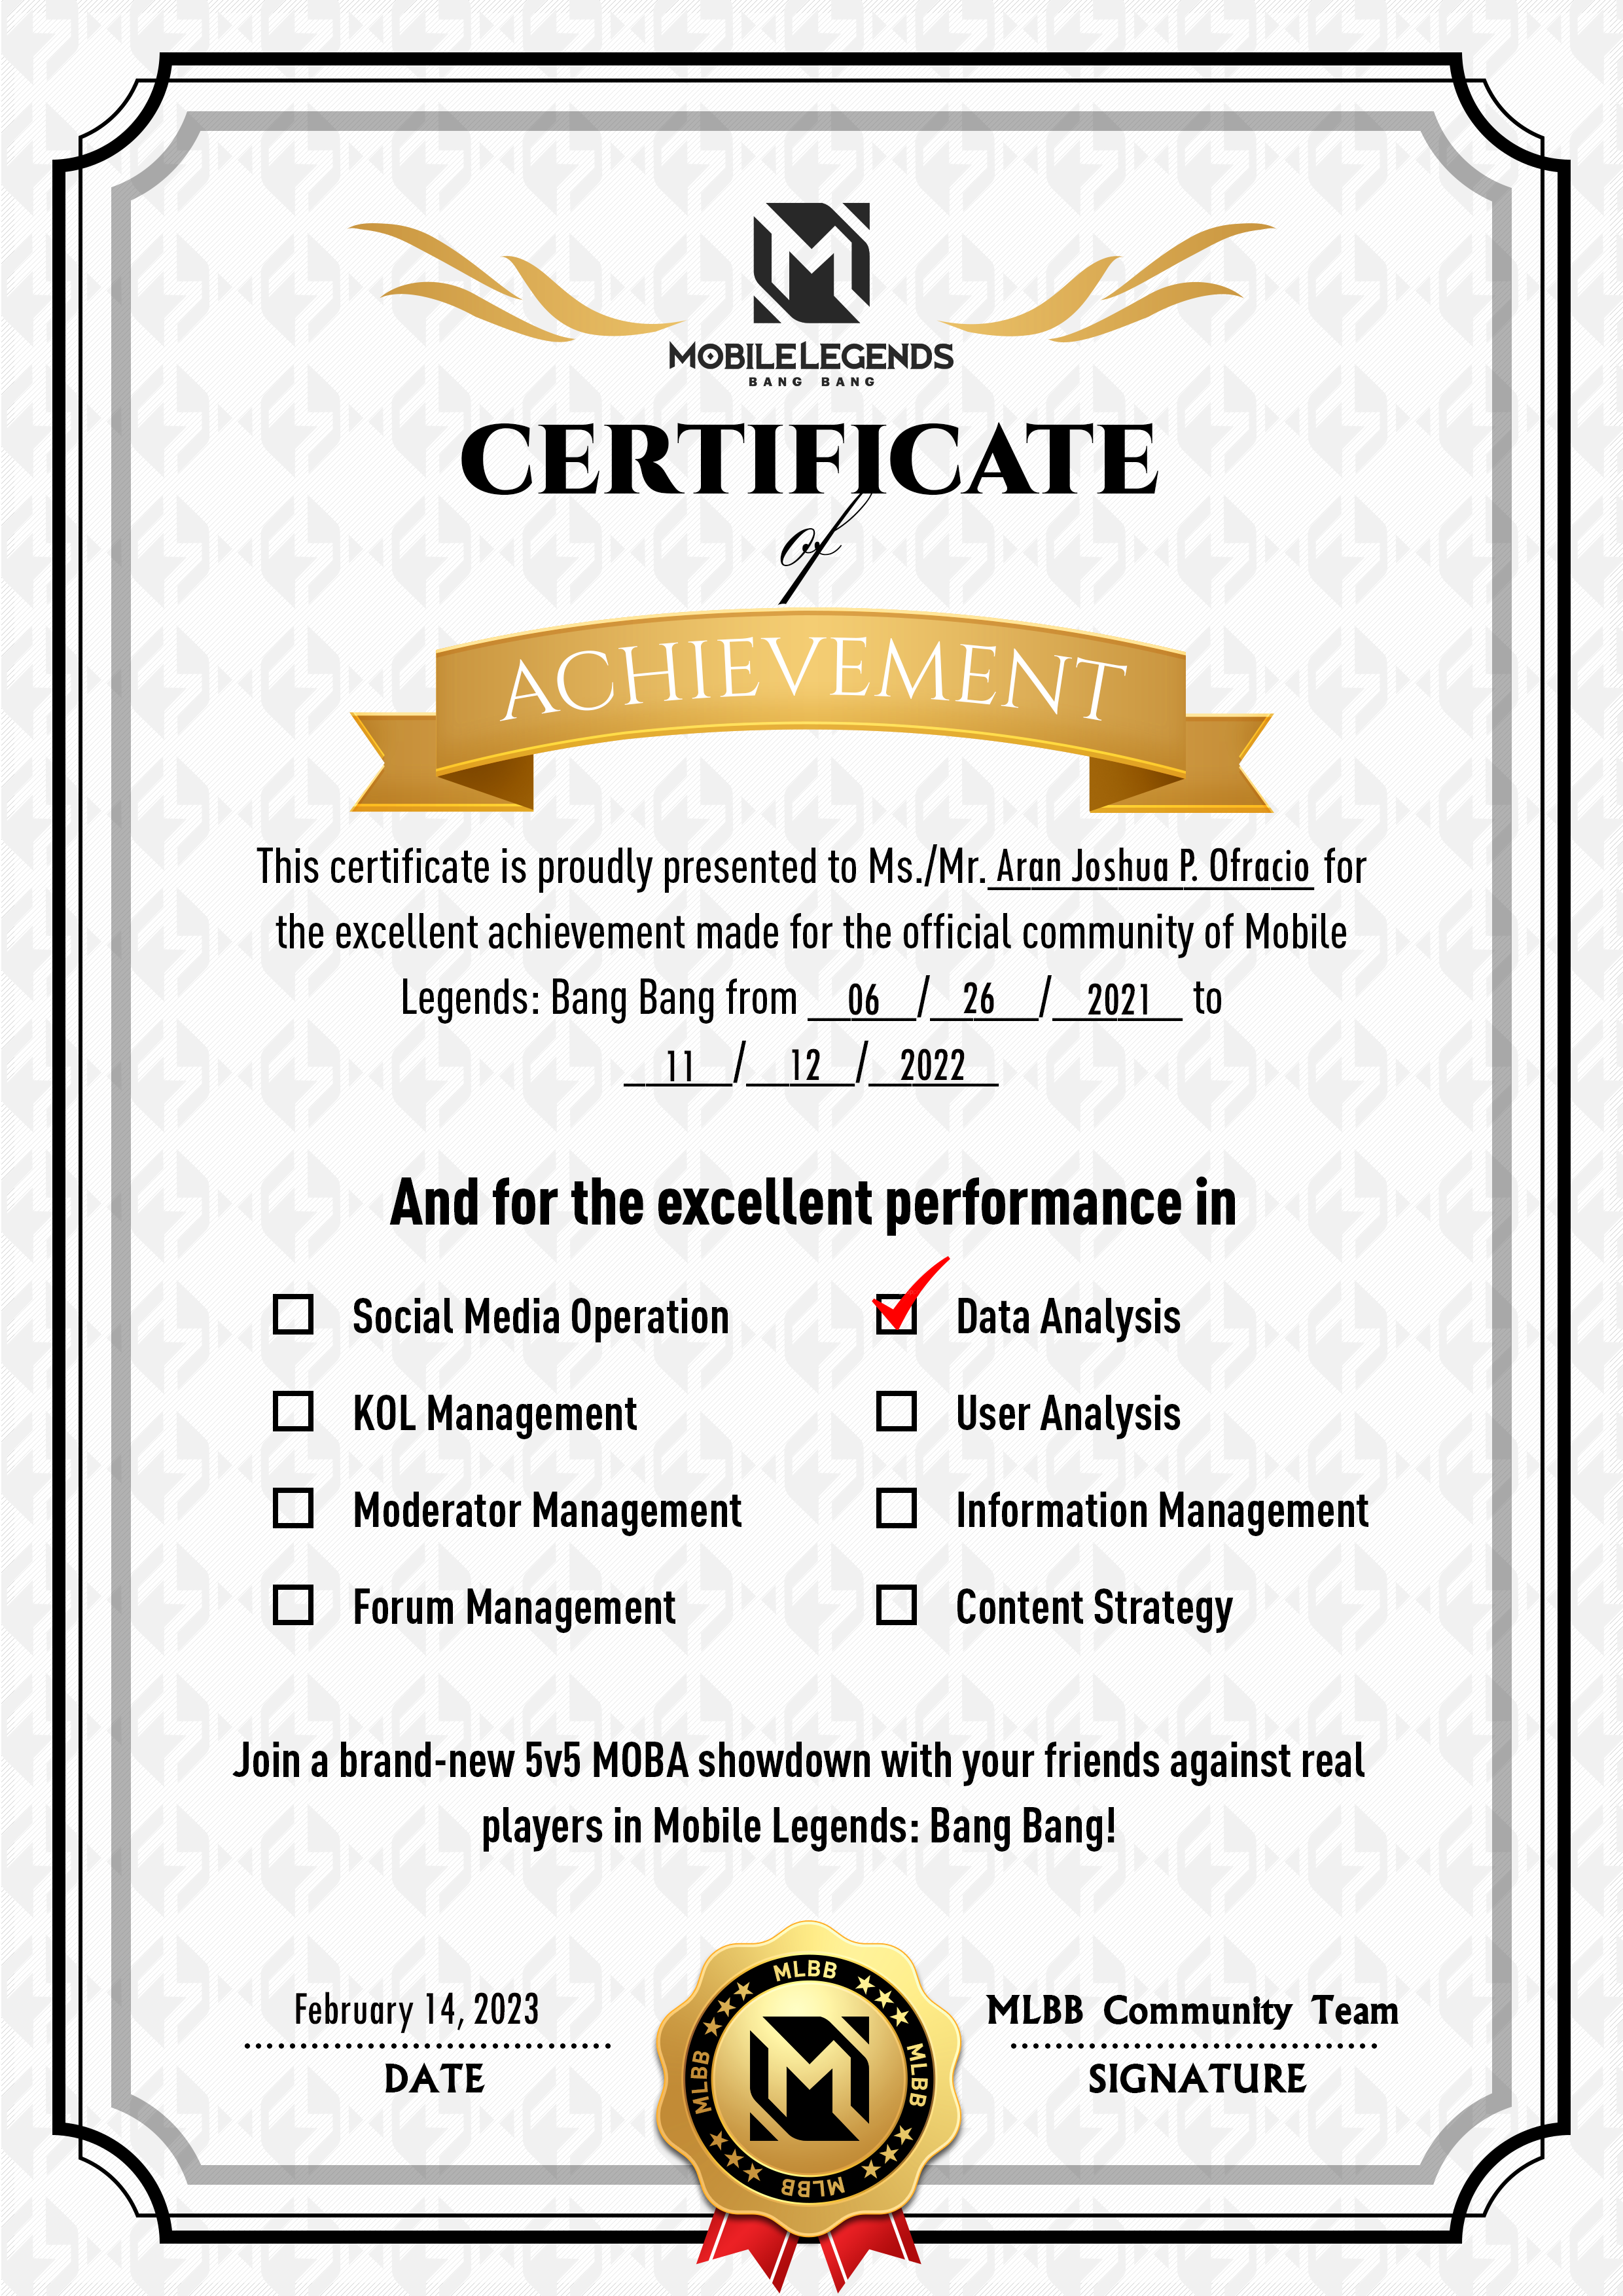 MOBILE LEGENDS
BANG BANG
CERTIFICATE
of
ACHIEVEMENT
This certificate is proudly presented to Ms./Mr. Aran Joshua P. Ofracio for
the excellent achievement made for the official community of Mobile
Legends: Bang Bang from 06 / 26 / 2021 to
11 / 12 / 2022
And for the excellent performance in
Social Media Operation
Data Analysis
KOL Management
User Analysis
Moderator Management
Information Management
Forum Management
Content Strategy
Join a brand-new 5v5 MOBA showdown with your friends against real
players in Mobile Legends: Bang Bang!
February 14, 2023
DATE
MLBB
MLBB
MLBB
MLBB
MLBB Community Team
SIGNATURE